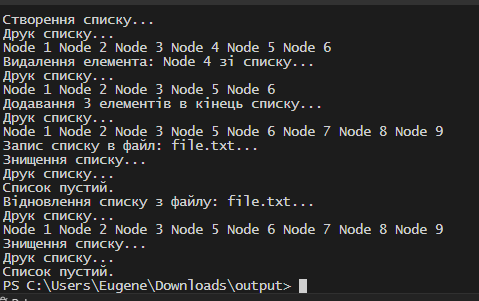 Створення списку...
Друк списку...
Node 1 Node 2 Node 3 Node 4 Node 5 Node 6
Видалення елемента: Node 4 зі списку...
Друк списку...
Node 1 Node 2 Node 3 Node 5 Node 6
Додавання 3 елементів в кінець списку...
Друк списку...
Node 1 Node 2 Node 3 Node 5 Node 6 Node 7 Node 8 Node 9
Запис списку в файл: file.txt...
Знищення списку...
Друк списку...
Список пустий.
Відновлення списку з файлу: file.txt...
Друк списку...
Node 1 Node 2 Node 3 Node 5 Node 6 Node 7 Node 8 Node 9
Знищення списку...
Друк списку...
Список пустий.
PS C:\Users\Eugene\Downloads\output>